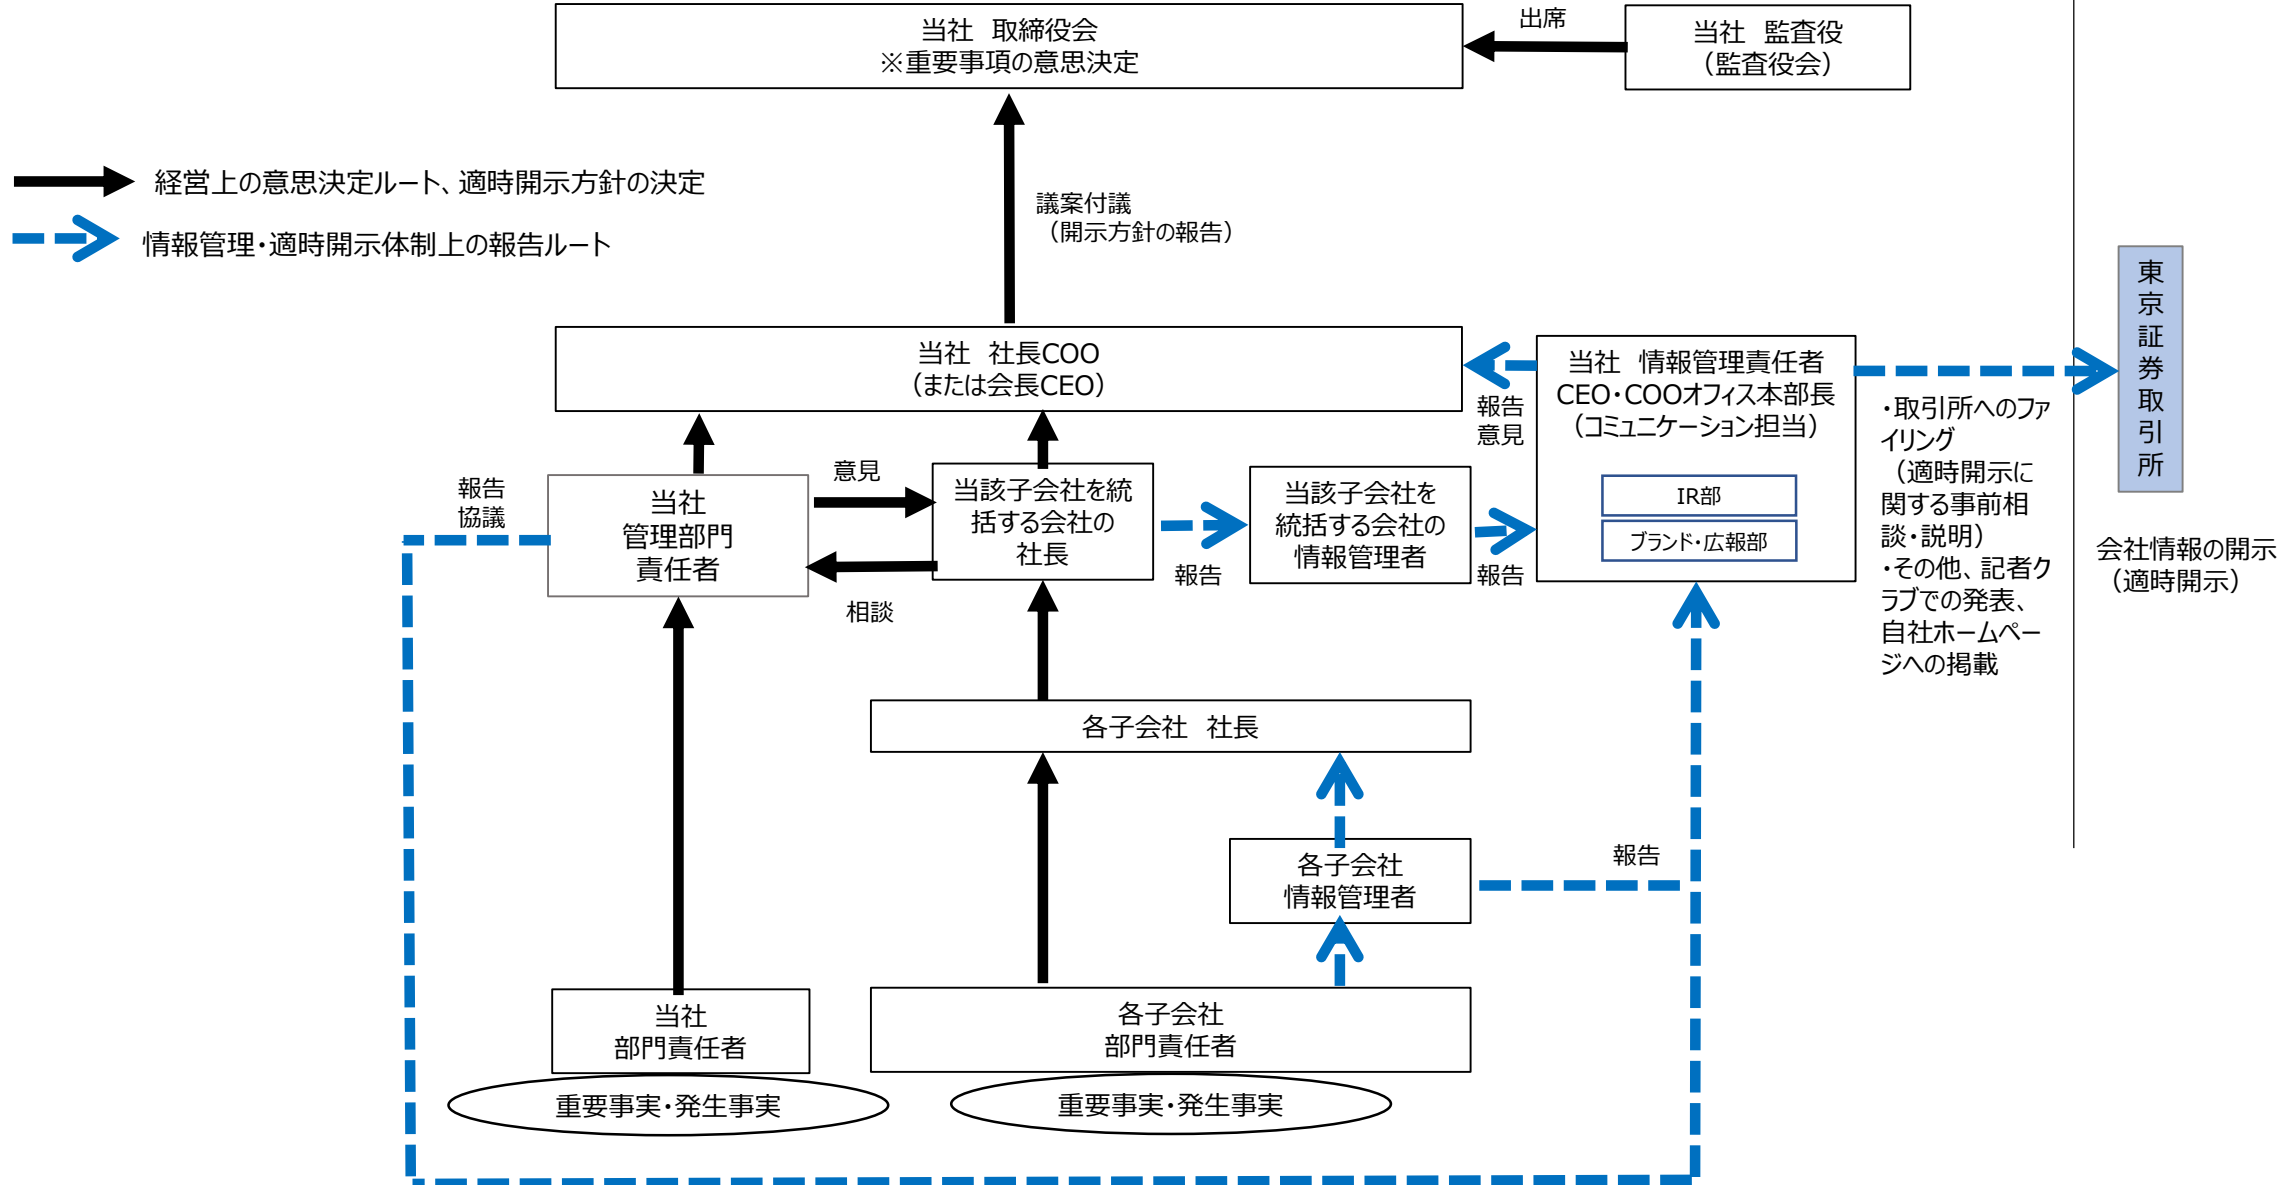 当社　取締役会
※重要事項の意思決定
出席
当社　監査役
（監査役会）
経営上の意思決定ルート、適時開示方針の決定
情報管理・適時開示体制上の報告ルート
議案付議
（開示方針の報告）
当社　社長COO
（または会長CEO）
報告
意見
当社　情報管理責任者
CEO・COOオフィス本部長
（コミュニケーション担当）
IR部
ブランド・広報部
・取引所へのファ
イリング
（適時開示に
関する事前相
談・説明）
・その他、記者ク
ラブでの発表、
自社ホームペー
ジへの掲載
東
京
証
券
取
引
所
会社情報の開示
（適時開示）
報告
協議
当社
管理部門
責任者
意見
相談
当該子会社を統
括する会社の
社長
報告
当該子会社を
統括する会社の
情報管理者
報告
各子会社　社長
各子会社
情報管理者
報告
当社
部門責任者
各子会社
部門責任者
重要事実・発生事実
重要事実・発生事実